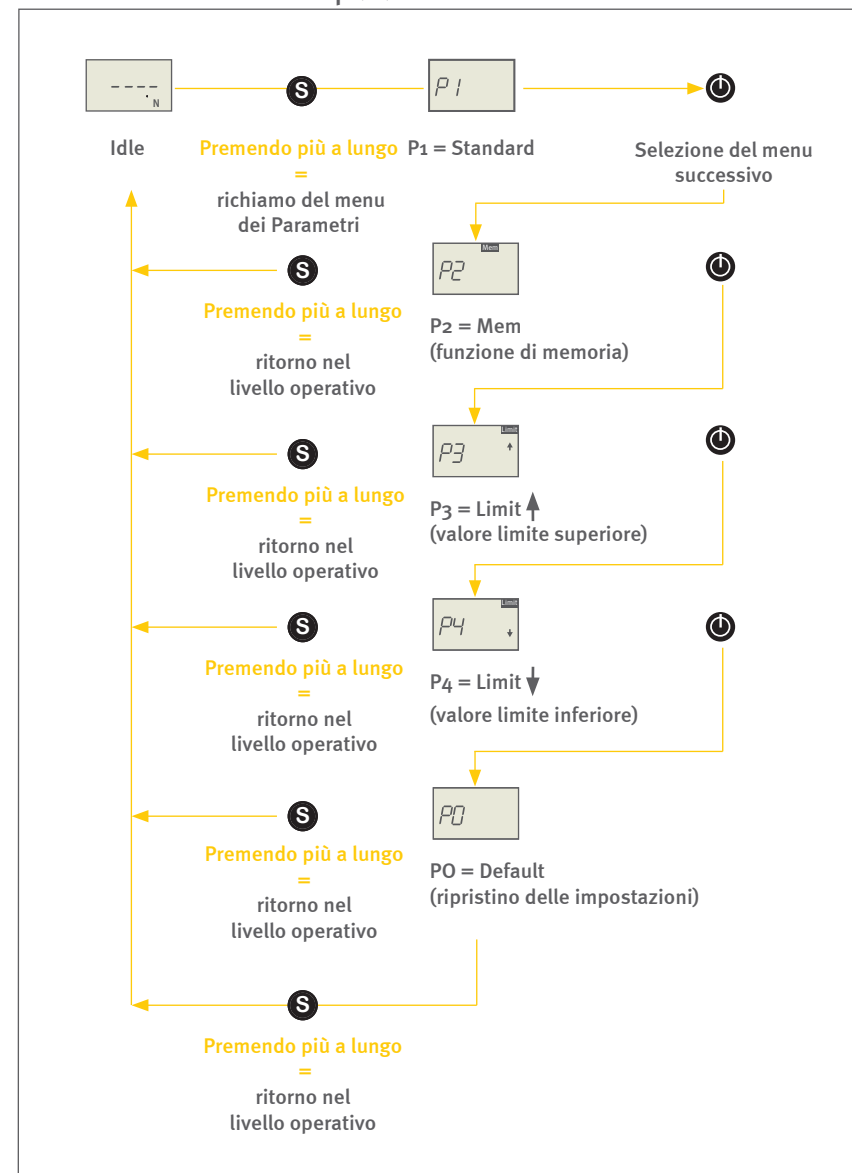 ----
N
S
P1
Idle
Premendo più a lungo
=
richiamo del menu
dei Parametri
P1 = Standard
Selezione del menu
successivo
S
Mem
P2
Premendo più a lungo
=
ritorno nel
livello operativo
P2 = Mem
(funzione di memoria)
S
Limit
P3
Premendo più a lungo
=
ritorno nel
livello operativo
P3 = Limit
(valore limite superiore)
S
Limit
P4
Premendo più a lungo
=
ritorno nel
livello operativo
P4 = Limit
(valore limite inferiore)
S
P0
Premendo più a lungo
=
ritorno nel
livello operativo
PO = Default
(ripristino delle impostazioni)
S
Premendo più a lungo
=
ritorno nel
livello operativo